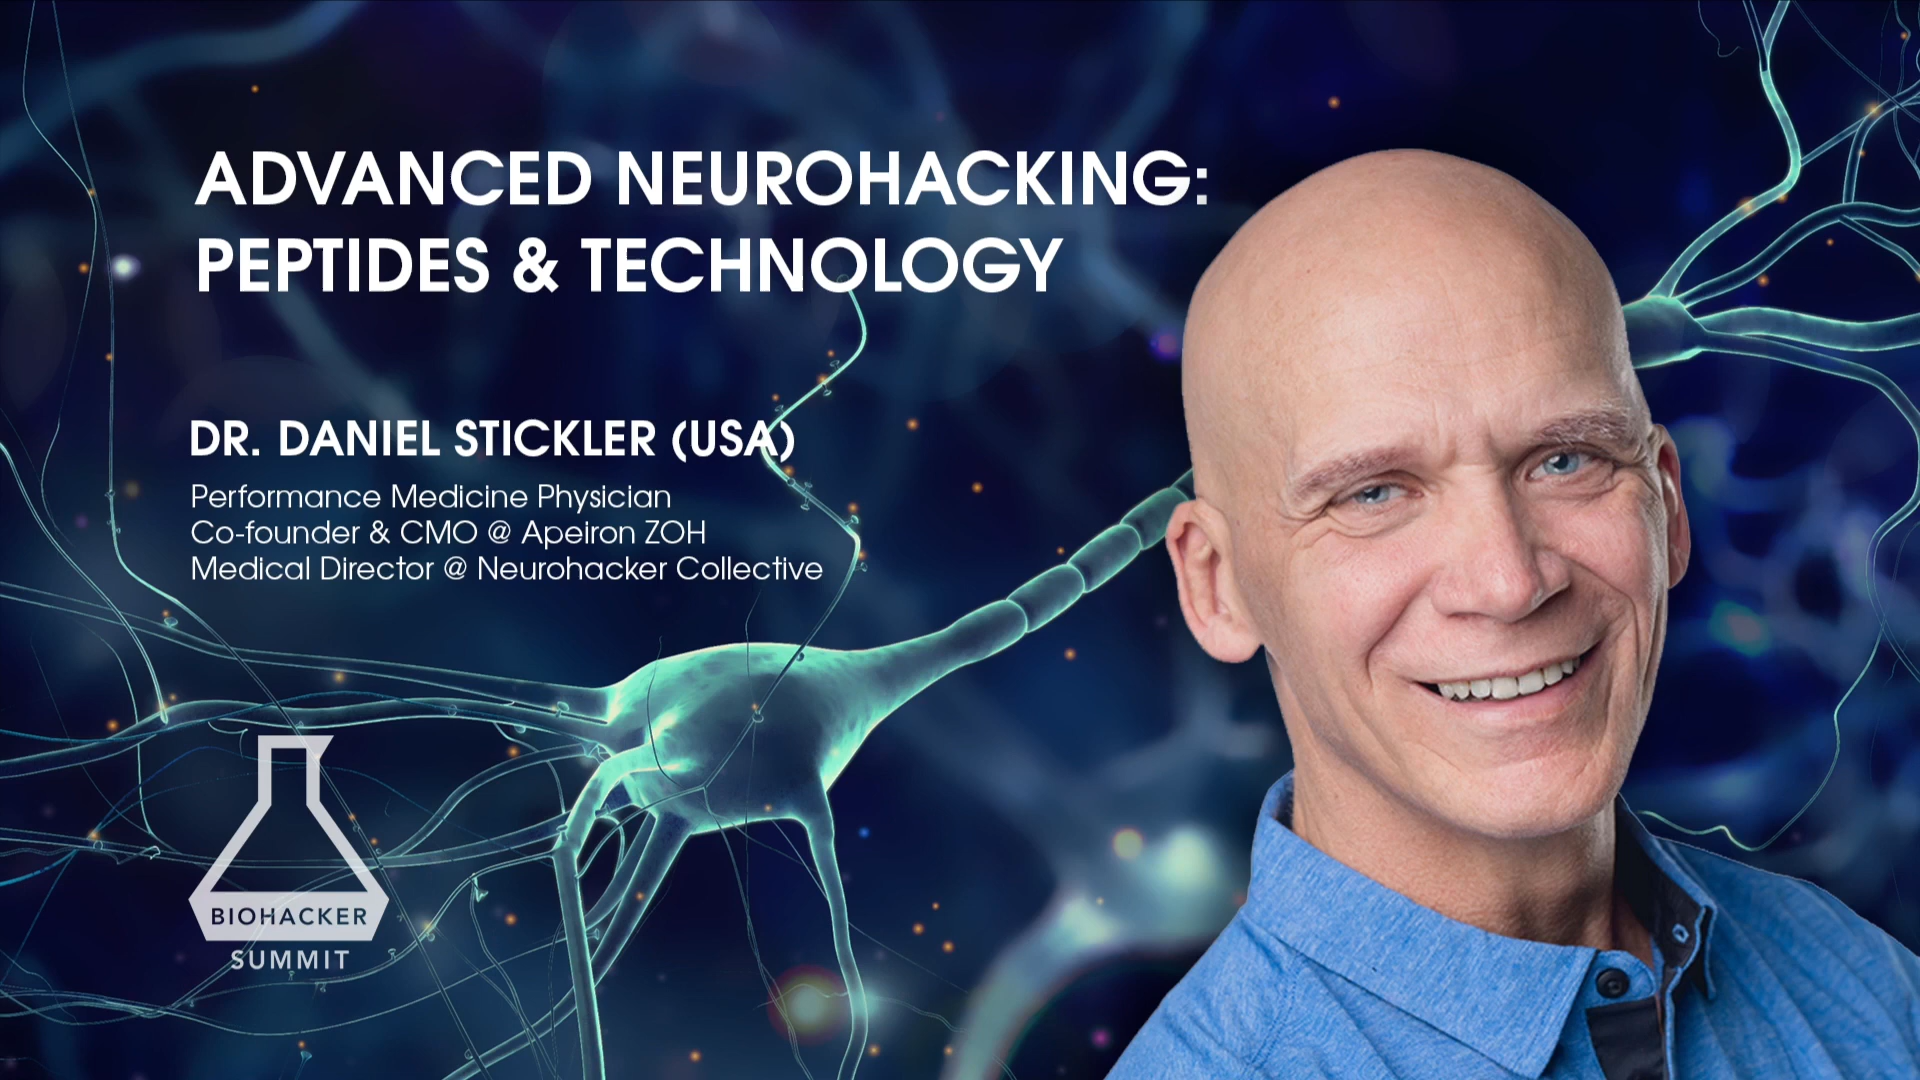 ADVANCED NEUROHACKING:
PEPTIDES & TECHNOLOGY
DR. DANIEL STICKLER (USA)
Performance Medicine Physician
Co-founder & CMO @ Apeiron ZOH
Medical Director @ Neurohacker Collective
BIOHACKER
SUMMIT